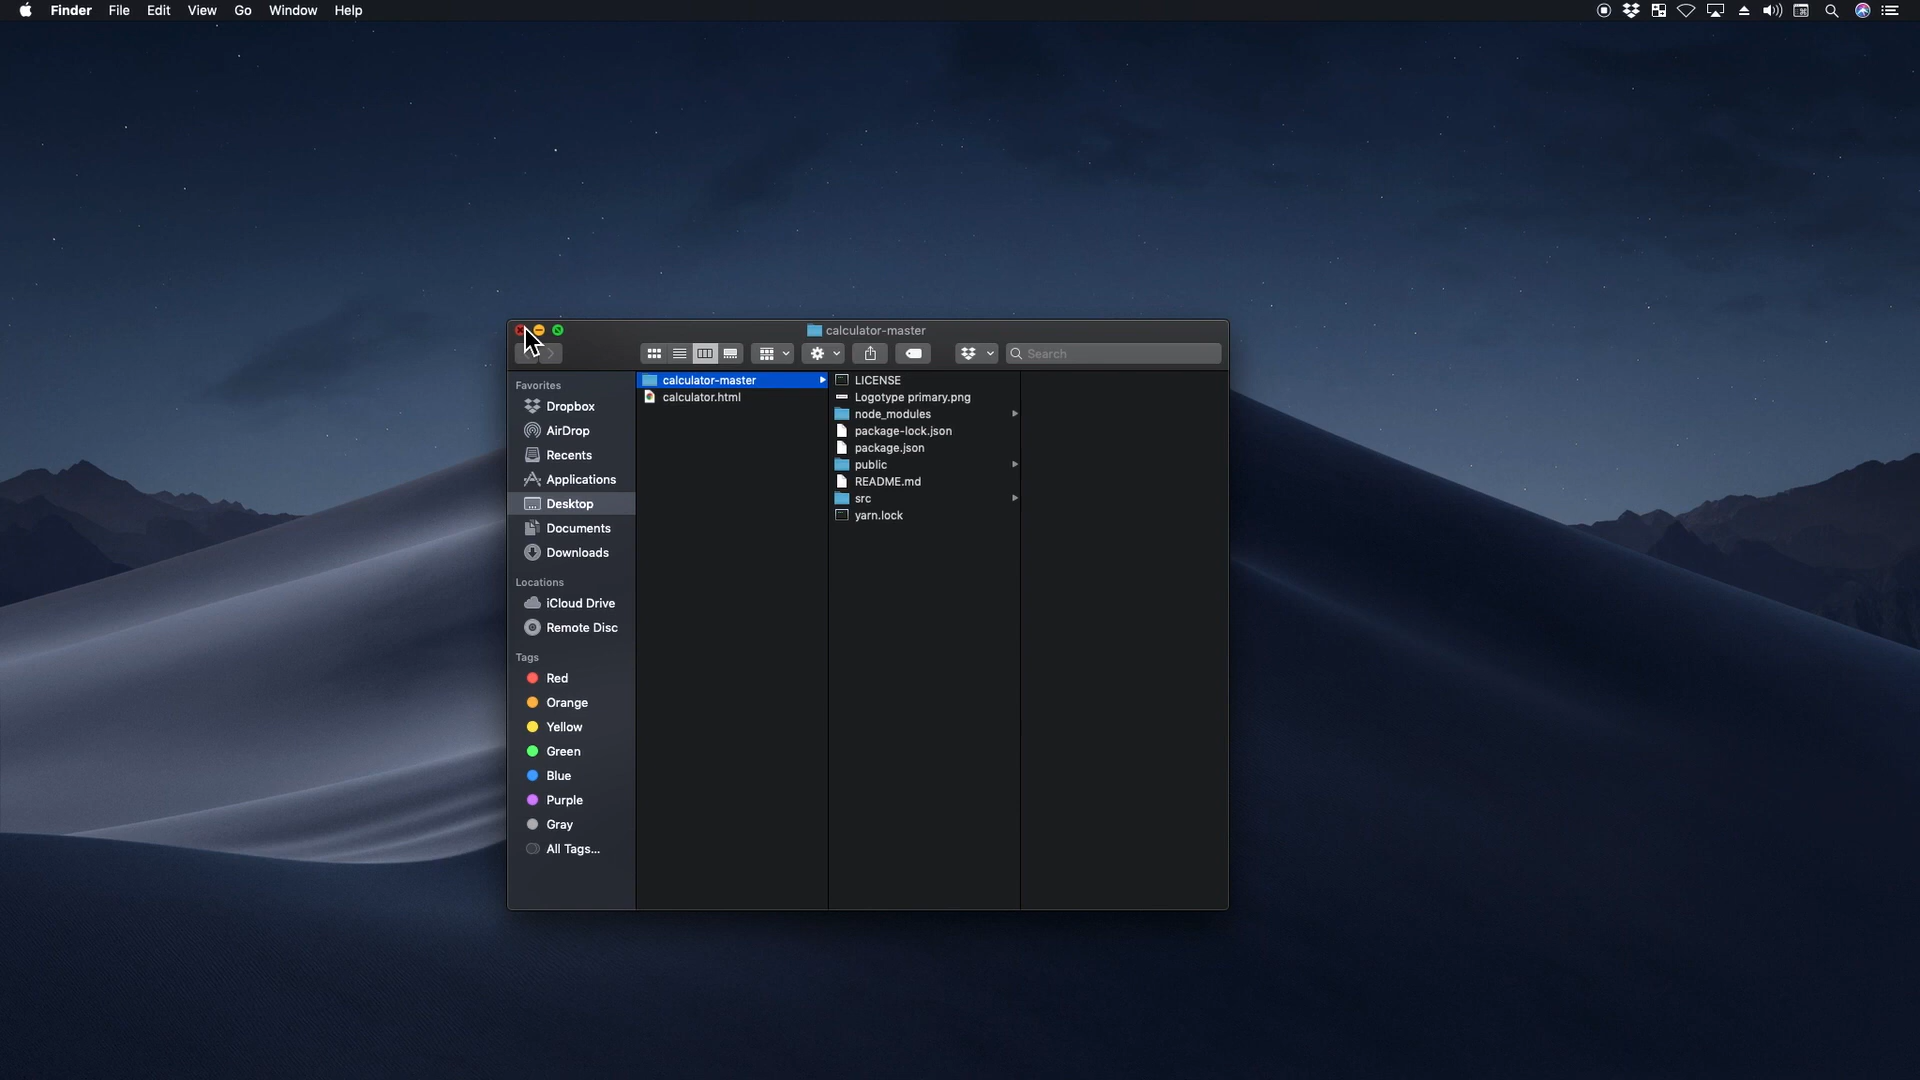 Finder File Edit View Go Window Help
calculator-master
Search
Favorites
Dropbox
AirDrop
Recents
Applications
Desktop
Documents
Downloads
Locations
iCloud Drive
Remote Disc
Tags
Red
Orange
Yellow
Green
Blue
Purple
Gray
All Tags...
calculator-master
calculator.html
LICENSE
Logotype primary.png
node_modules
package-lock.json
package.json
public
README.md
src
yarn.lock